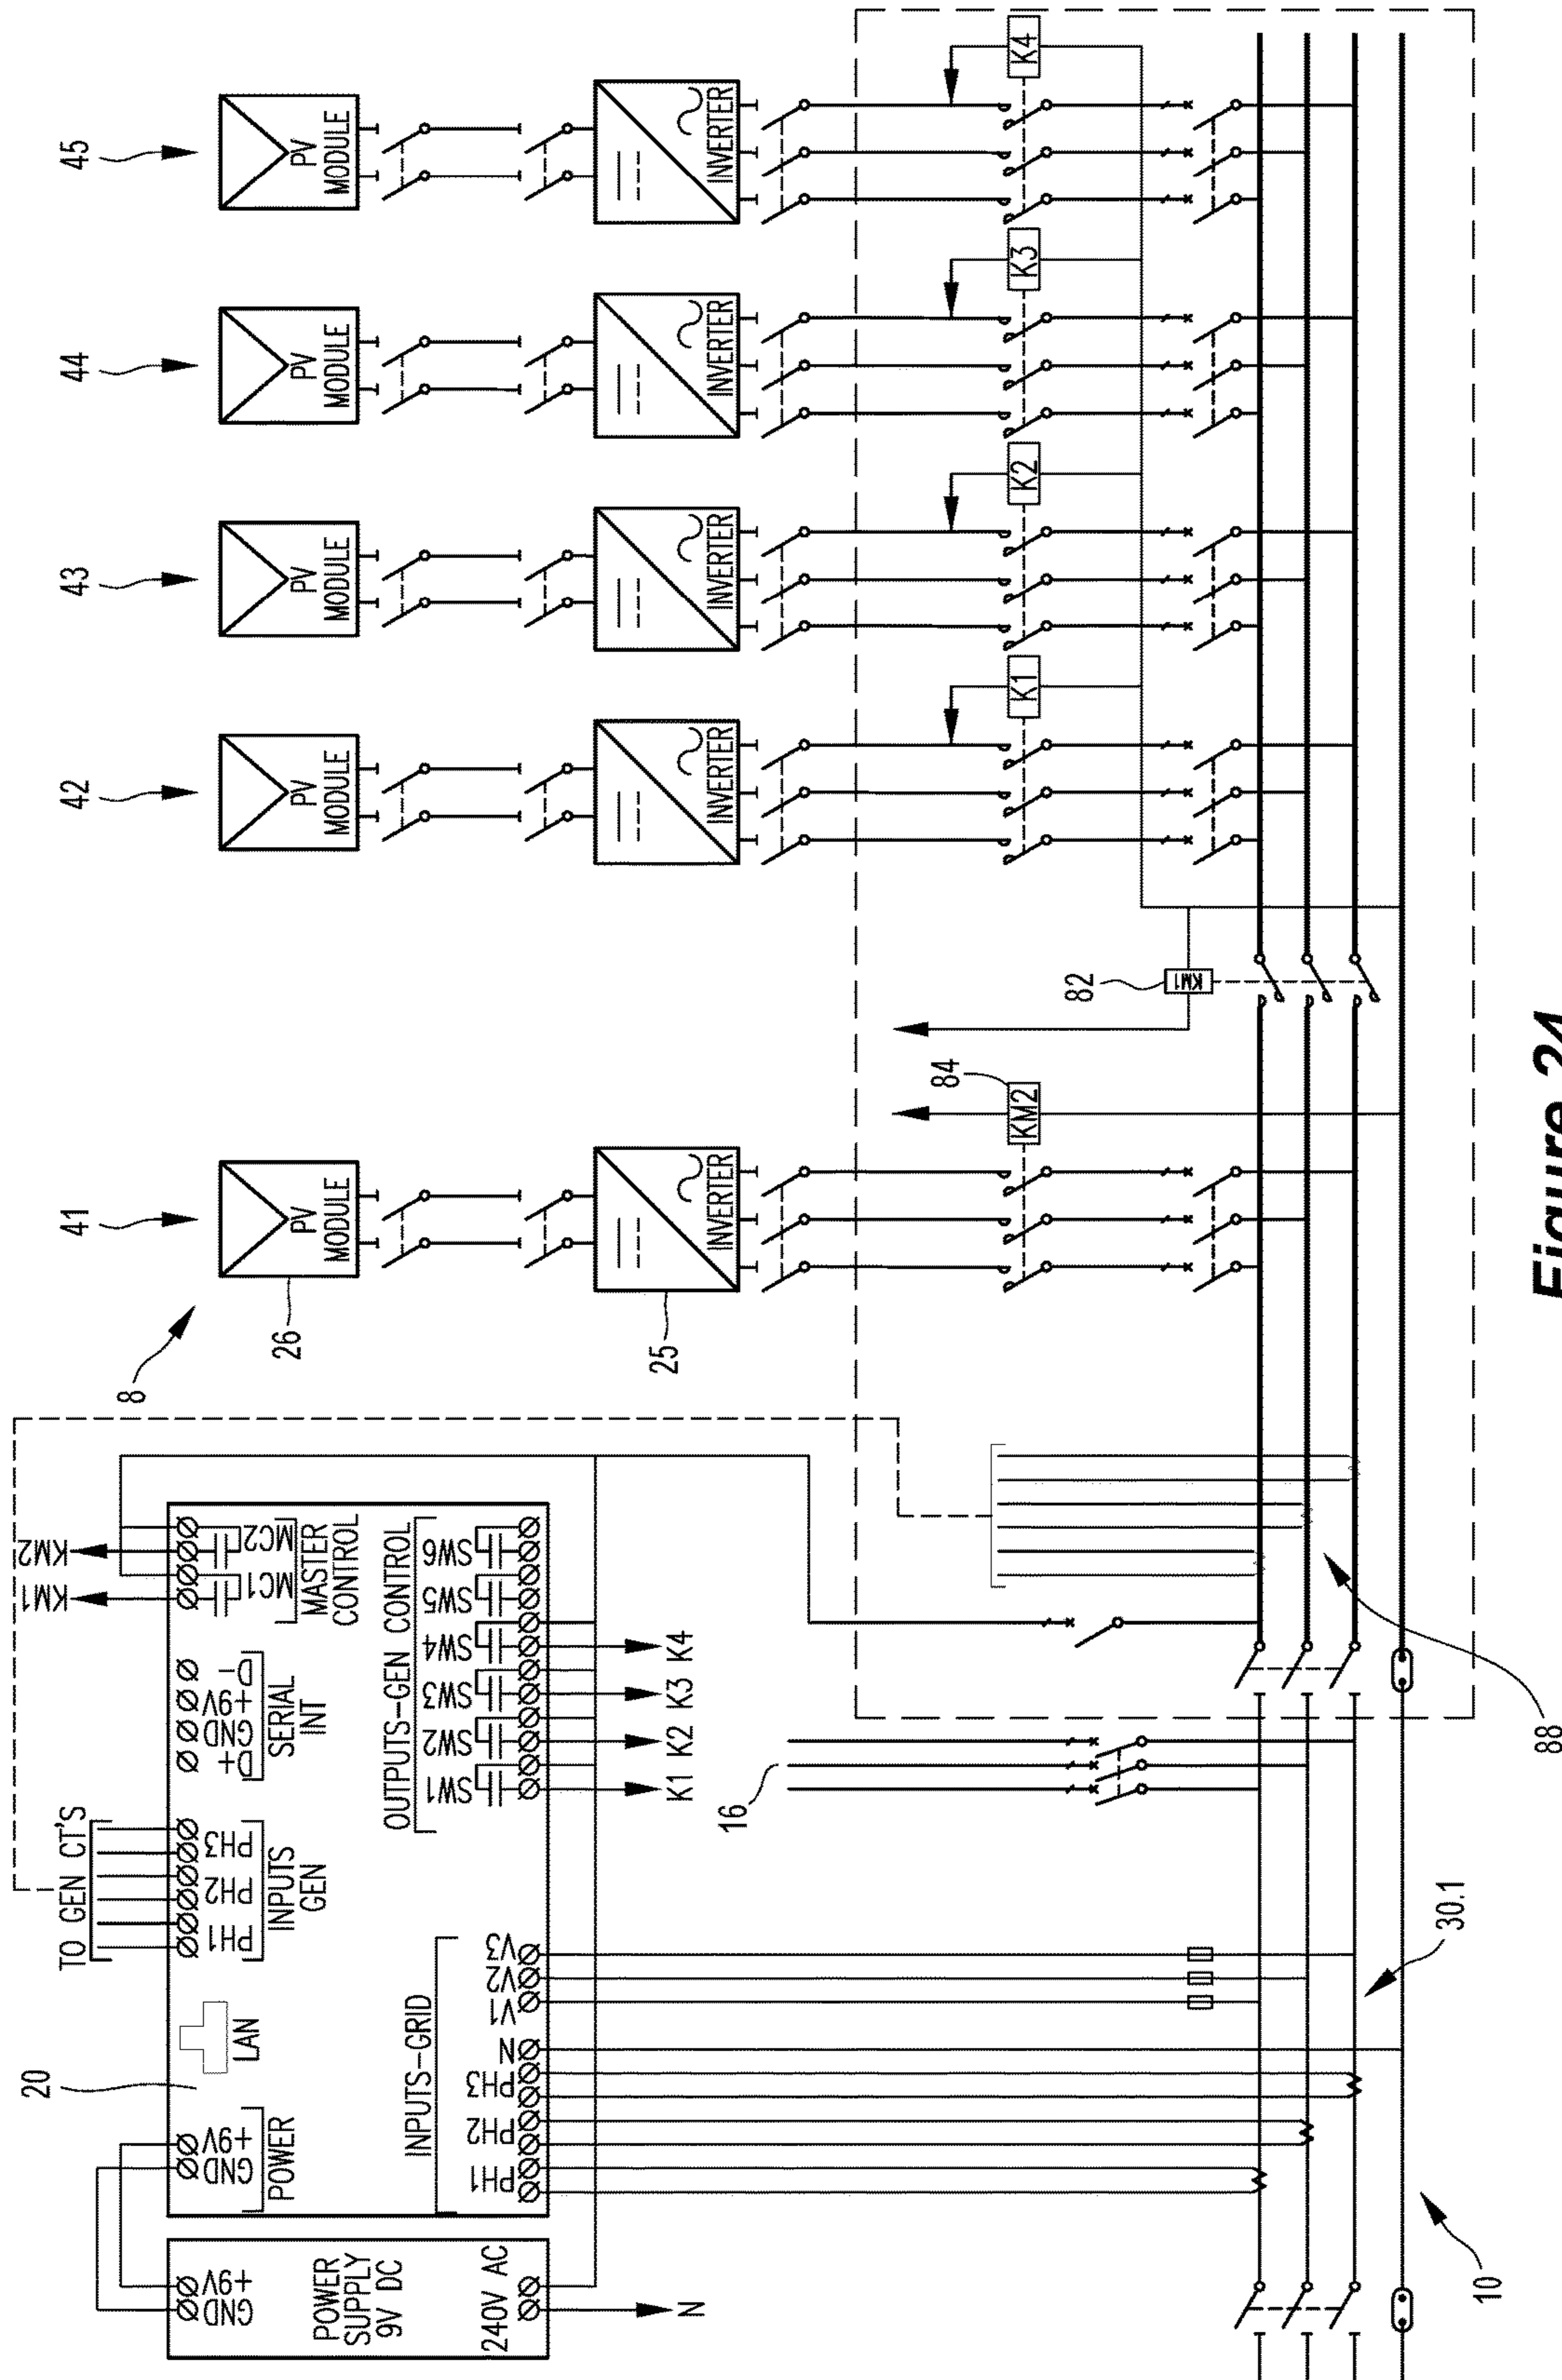 41
42
43
44
45
8
PV
MODULE
PV
MODULE
PV
MODULE
PV
MODULE
PV
MODULE
26
INVERTER
INVERTER
INVERTER
INVERTER
INVERTER
25
KM2
84
KM1
82
K1
K2
K3
K4
20
TO GEN CT'S
KM1
KM2
GND
+9V
GND
+9V
POWER
LAN
PH1
PH2
PH3
INPUTS
GEN
D+
GND
+9V
D-
SERIAL
INT
MC1
MC2
MASTER
CONTROL
POWER
SUPPLY
9V DC
240V AC
N
INPUTS-GRID
PH1
PH2
PH3
N
V1
V2
V3
OUTPUTS-GEN CONTROL
SW1
SW2
SW3
SW4
SW5
SW6
K1
K2
K3
K4
16
10
30.1
88
Figure 24